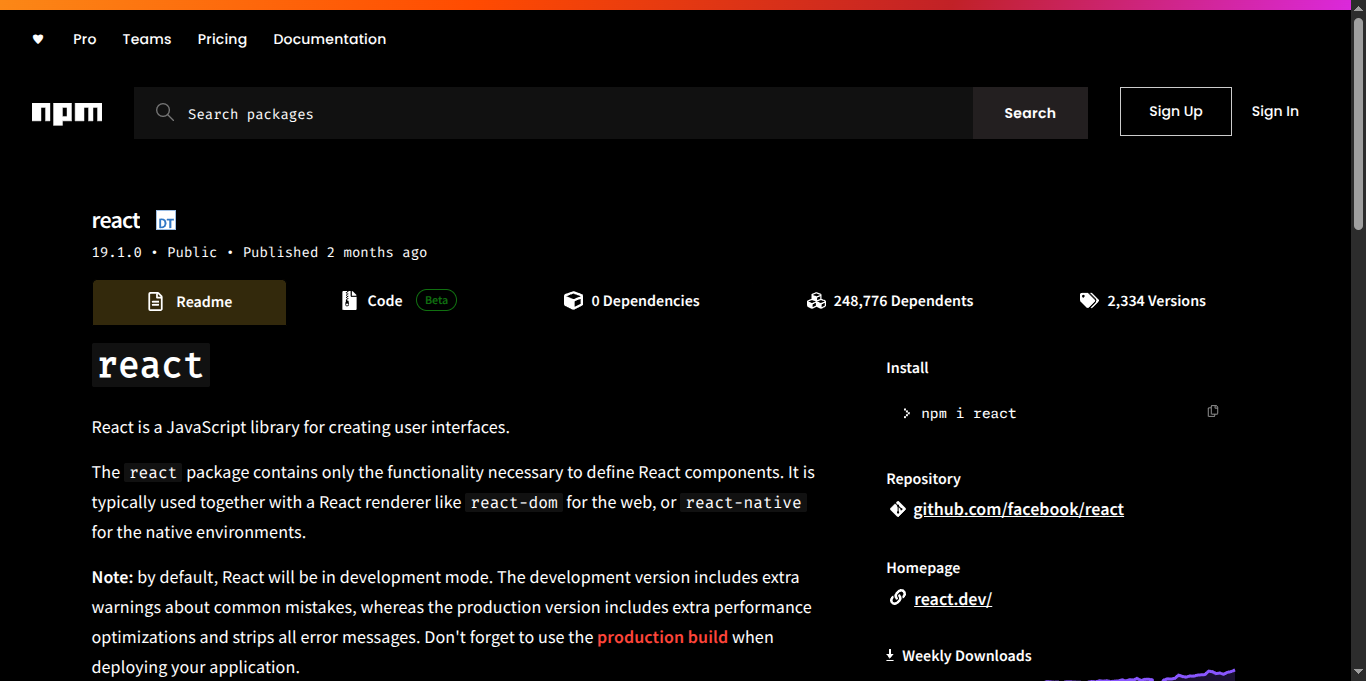 ♥ Pro Teams Pricing Documentation
npm Search packages Search Sign Up Sign In
react DT
19.1.0 • Public • Published 2 months ago
Readme Code Beta 0 Dependencies 248,776 Dependents 2,334 Versions
react
React is a JavaScript library for creating user interfaces.
The react package contains only the functionality necessary to define React components. It is
typically used together with a React renderer like react-dom for the web, or react-native
for the native environments.
Note: by default, React will be in development mode. The development version includes extra
warnings about common mistakes, whereas the production version includes extra performance
optimizations and strips all error messages. Don't forget to use the production build when
deploying your application.
Install
> npm i react
Repository
github.com/facebook/react
Homepage
react.dev/
Weekly Downloads